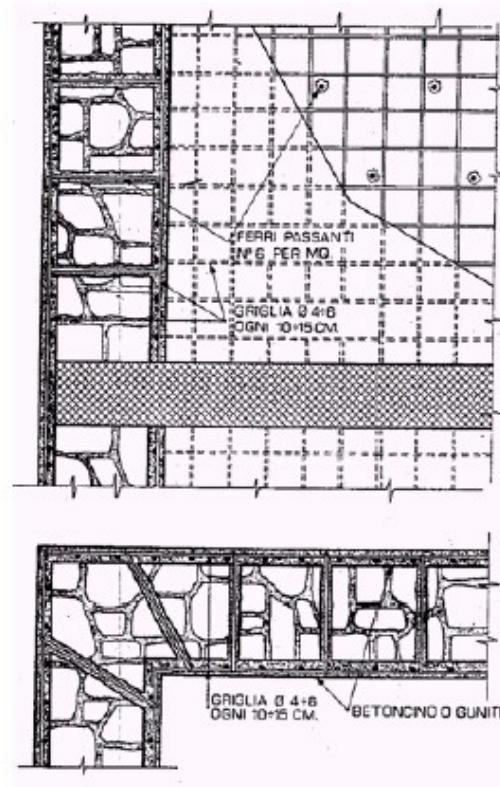 FERRI PASSANTI
N° 6 PER MQ.
GRIGLIA Ø 4÷6
OGNI 10÷15 CM.
GRIGLIA Ø 4÷6
OGNI 10÷15 CM.
BETONCINO O GUNITE